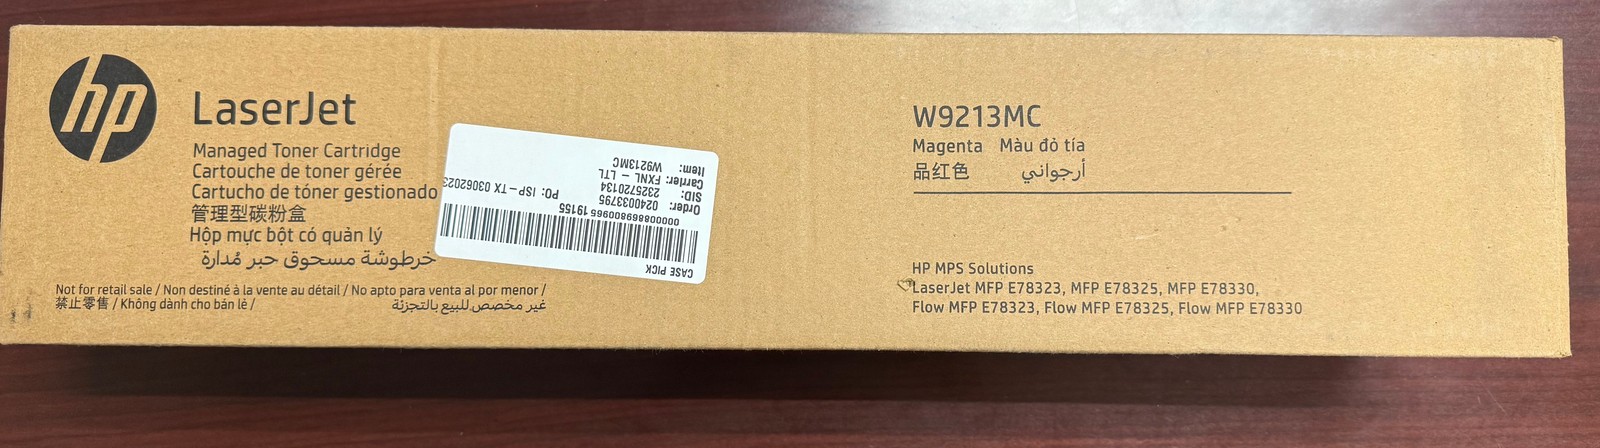 hp
LaserJet
Managed Toner Cartridge
Cartouche de toner gérée
Cartucho de tóner gestionado
管理型碳粉盒
Hộp mực bột có quản lý
خرطوشة مسحوق حبر مُدارة
Not for retail sale / Non destiné à la vente au détail / No apto para venta al por menor /
禁止零售 / Không dành cho bán lẻ /
غير مخصص للبيع بالتجزئة
CASE PICK
00000886980096619155
Order: 0240033795
SID: 2325720134 PO: ISP-TX 03062023
Carrier: FXNL - LTL
Item: W9213MC
W9213MC
Magenta Màu đỏ tía
品红色 أرجواني
HP MPS Solutions
LaserJet MFP E78323, MFP E78325, MFP E78330,
Flow MFP E78323, Flow MFP E78325, Flow MFP E78330